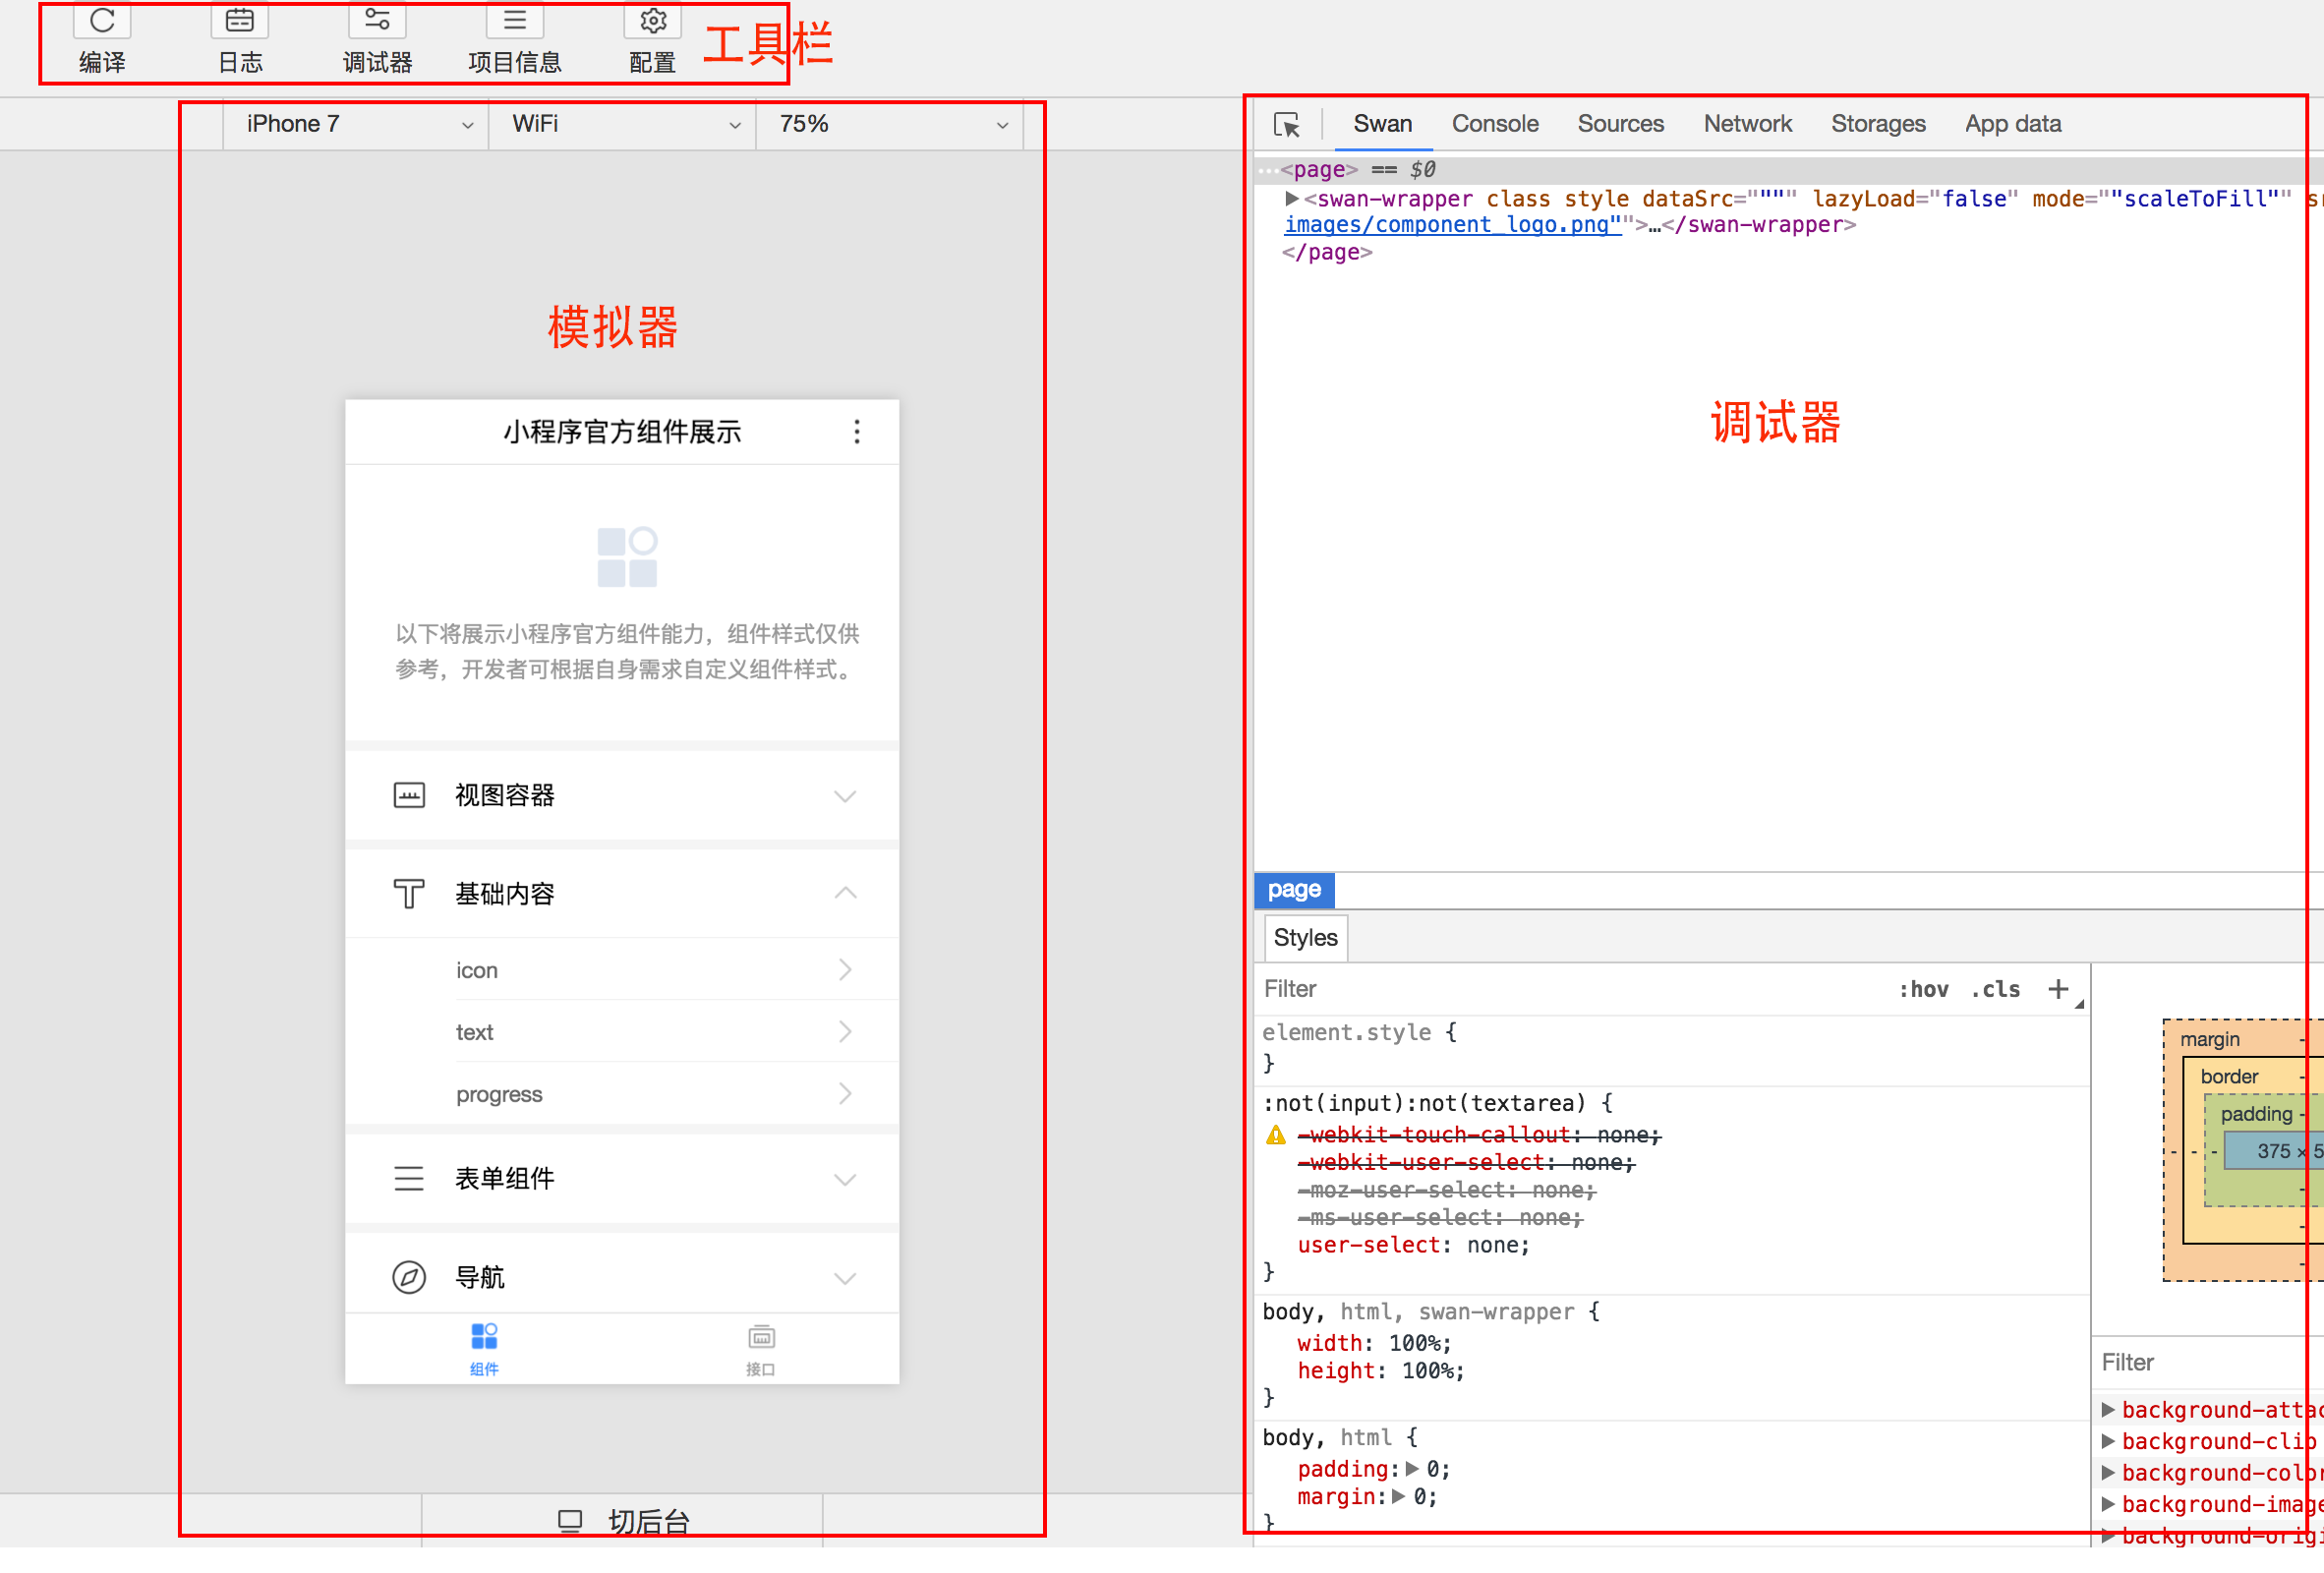 编译 日志 调试器 项目信息 配置 工具栏
iPhone 7 WiFi 75%
模拟器
小程序官方组件展示
以下将展示小程序官方组件能力，组件样式仅供
参考，开发者可根据自身需求自定义组件样式。
视图容器
基础内容
icon
text
progress
表单组件
导航
组件 接口
切后台
Swan Console Sources Network Storages App data
…<page> == $0
▶<swan-wrapper class style dataSrc=""""" lazyLoad="false" mode=""scaleToFill"" sr
images/component_logo.png"">…</swan-wrapper>
</page>
调试器
page
Styles
Filter :hov .cls +
element.style {
}
:not(input):not(textarea) {
-webkit-touch-callout: none;
-webkit-user-select: none;
-moz-user-select: none;
-ms-user-select: none;
user-select: none;
}
body, html, swan-wrapper {
width: 100%;
height: 100%;
}
body, html {
padding:▶0;
margin:▶0;
}
margin -
border -
padding -
- - - 375 × 5
-
-
-
Filter
▶background-attac
▶background-clip
▶background-color
▶background-image
▶background-origi